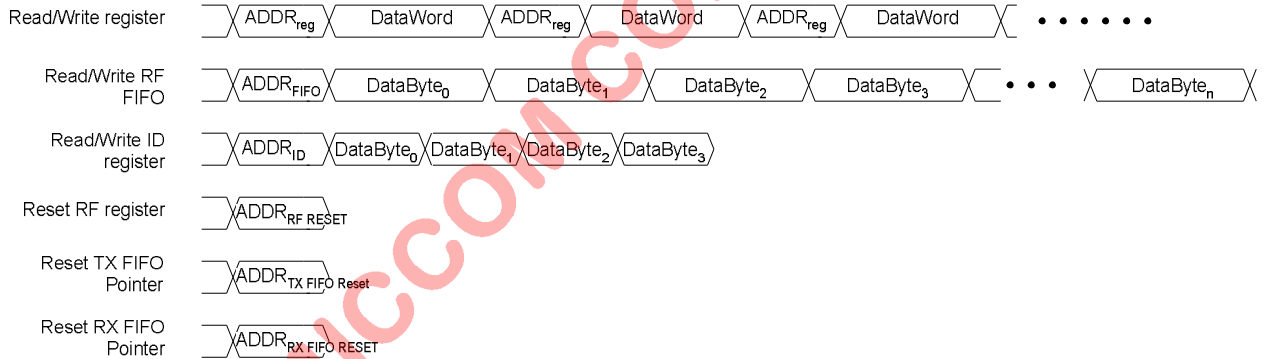 Read/Write register ADDRreg DataWord ADDRreg DataWord ADDRreg DataWord
Read/Write RF
FIFO
ADDRFIFO DataByte0 DataByte1 DataByte2 DataByte3 DataByten
Read/Write ID
register
ADDRID DataByte0 DataByte1 DataByte2 DataByte3
Reset RF register ADDRRF RESET
Reset TX FIFO
Pointer
ADDRTX FIFO Reset
Reset RX FIFO
Pointer
ADDRRX FIFO RESET